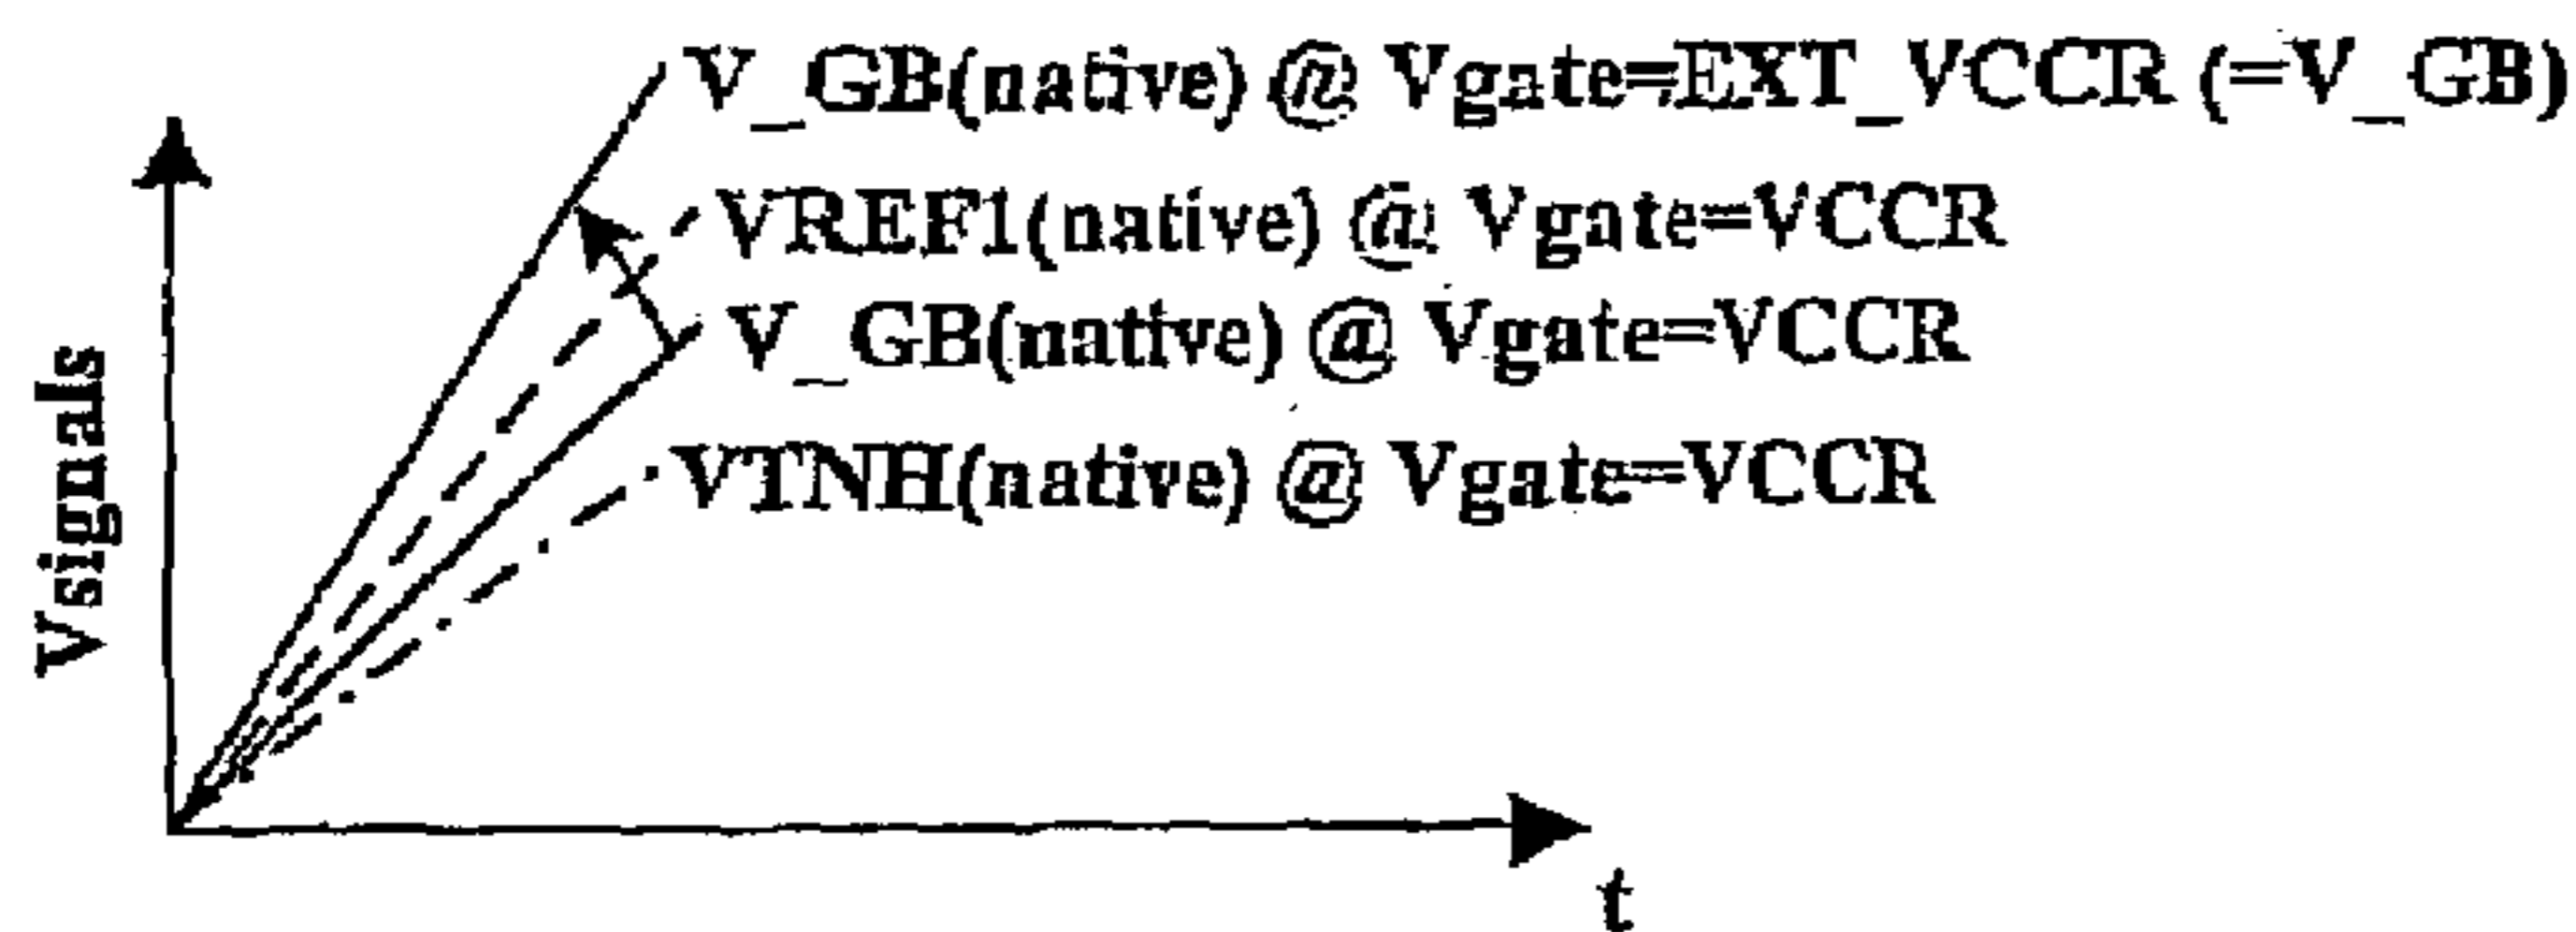 V_GB(native) @ Vgate=EXT_VCCR (=V_GB)
VREF1(native) @ Vgate=VCCR
V_GB(native) @ Vgate=VCCR
VTNH(native) @ Vgate=VCCR
Vsignals
t